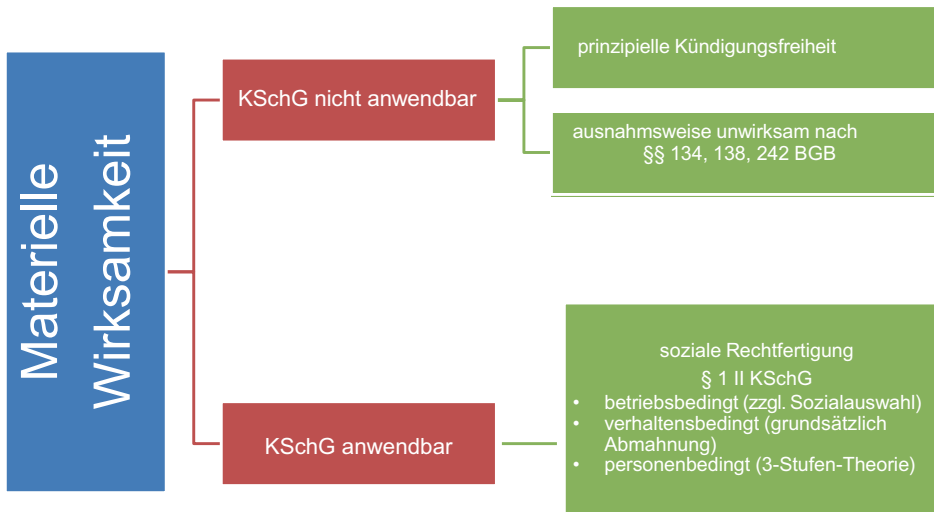 Materielle
Wirksamkeit
KSchG nicht anwendbar
prinzipielle Kündigungsfreiheit
ausnahmsweise unwirksam nach
§§ 134, 138, 242 BGB
KSchG anwendbar
soziale Rechtfertigung
§ 1 II KSchG
• betriebsbedingt (zzgl. Sozialauswahl)
• verhaltensbedingt (grundsätzlich
Abmahnung)
• personenbedingt (3-Stufen-Theorie)